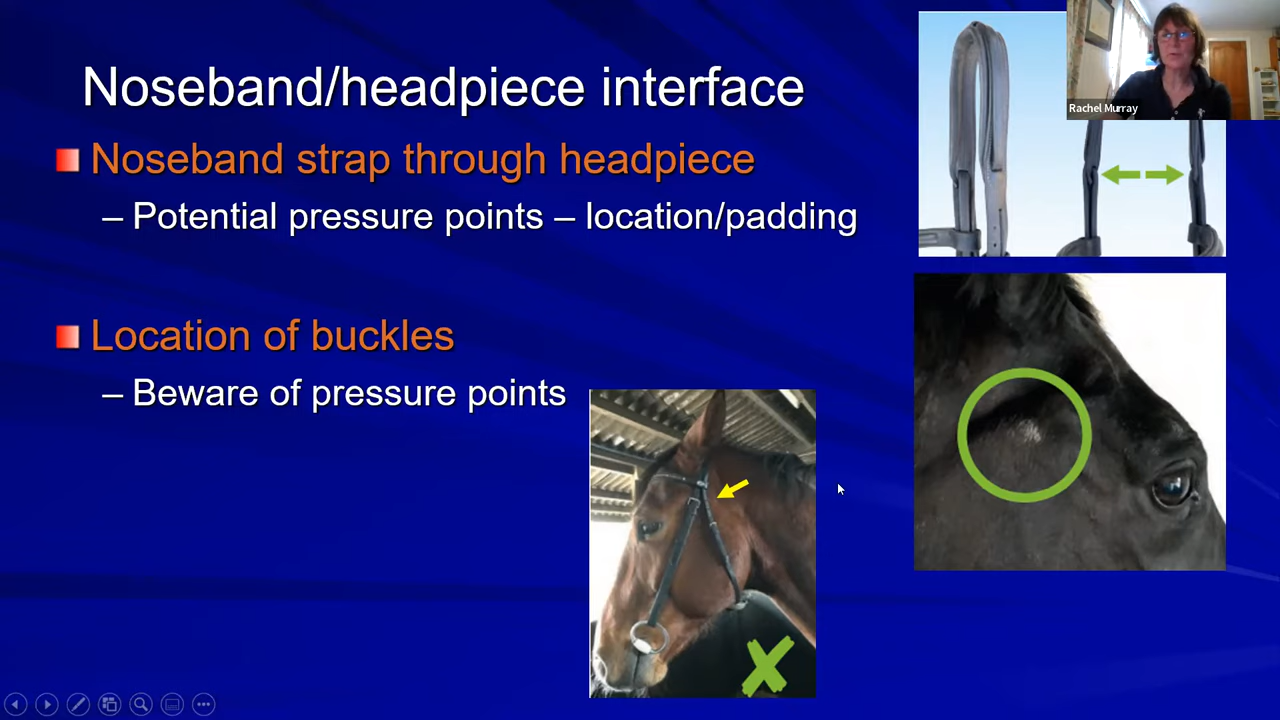 Noseband/headpiece interface
Noseband strap through headpiece
– Potential pressure points – location/padding
Location of buckles
– Beware of pressure points
Rachel Murray